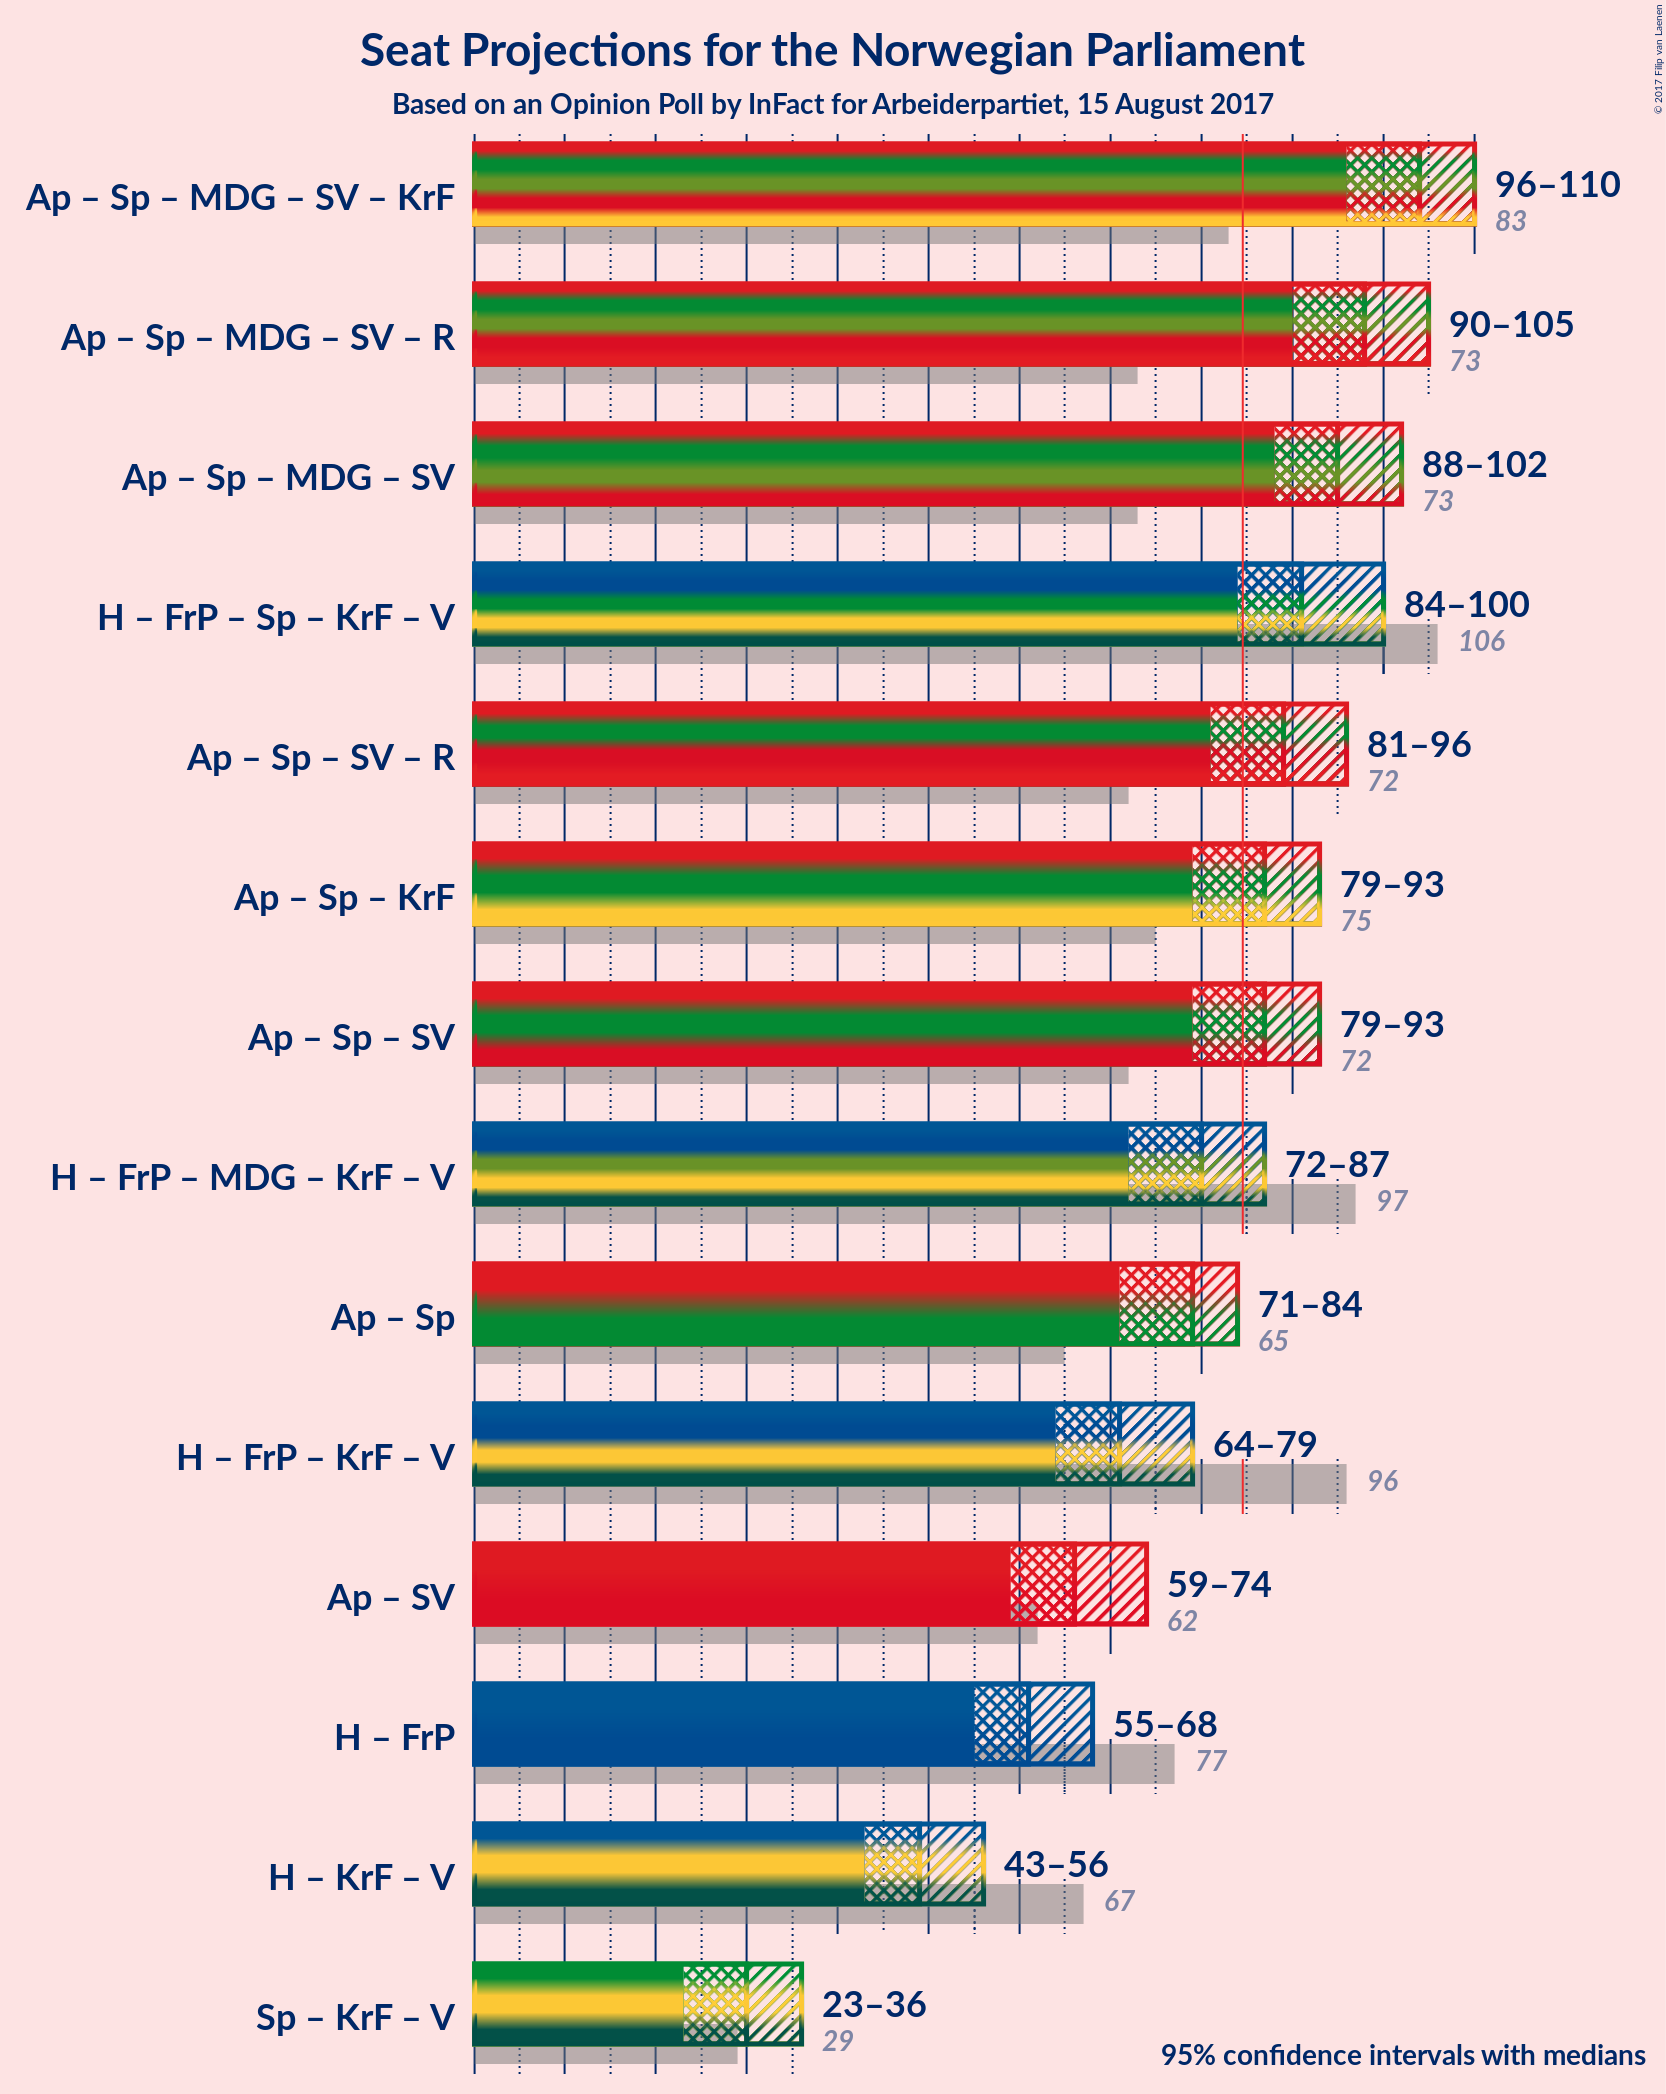 Seat Projections for the Norwegian Parliament
Based on an Opinion Poll by InFact for Arbeiderpartiet, 15 August 2017
© 2017 Filip van Laenen
Ap – Sp – MDG – SV – KrF
96–110
83
Ap – Sp – MDG – SV – R
90–105
73
Ap – Sp – MDG – SV
88–102
73
H – FrP – Sp – KrF – V
84–100
106
Ap – Sp – SV – R
81–96
72
Ap – Sp – KrF
79–93
75
Ap – Sp – SV
79–93
72
H – FrP – MDG – KrF – V
72–87
97
Ap – Sp
71–84
65
H – FrP – KrF – V
64–79
96
Ap – SV
59–74
62
H – FrP
55–68
77
H – KrF – V
43–56
67
Sp – KrF – V
23–36
29
95% confidence intervals with medians